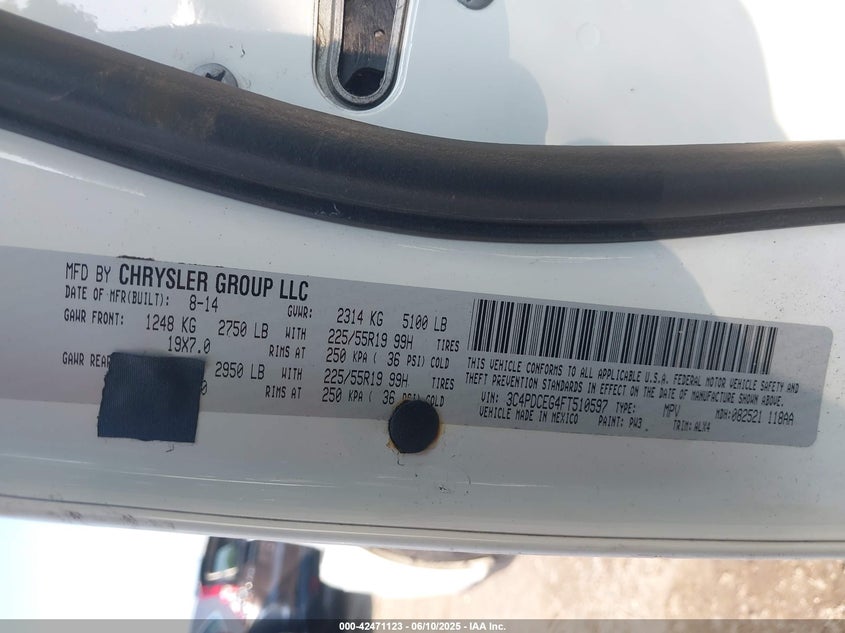 MFD BY CHRYSLER GROUP LLC
DATE OF MFR(BUILT): 8-14 GVWR: 2314 KG 5100 LB
GAWR FRONT: 1248 KG 2750 LB WITH 225/55R19 99H TIRES
19X7.0 RIMS AT 250 KPA ( 36 PSI) COLD
GAWR REAR 2950 LB WITH 225/55R19 99H TIRES
0 RIMS AT 250 KPA ( 36 PSI) COLD
THIS VEHICLE CONFORMS TO ALL APPLICABLE U.S.A. FEDERAL MOTOR VEHICLE SAFETY AND
THEFT PREVENTION STANDARDS IN EFFECT ON THE DATE OF MANUFACTURE SHOWN ABOVE.
VIN: 3C4PDCEG4FT510597 TYPE: MPV MDH:082521 118AA
VEHICLE MADE IN MEXICO PAINT: PW3 TRIM: ALX4
000-42471123 - 06/10/2025 - IAA Inc.